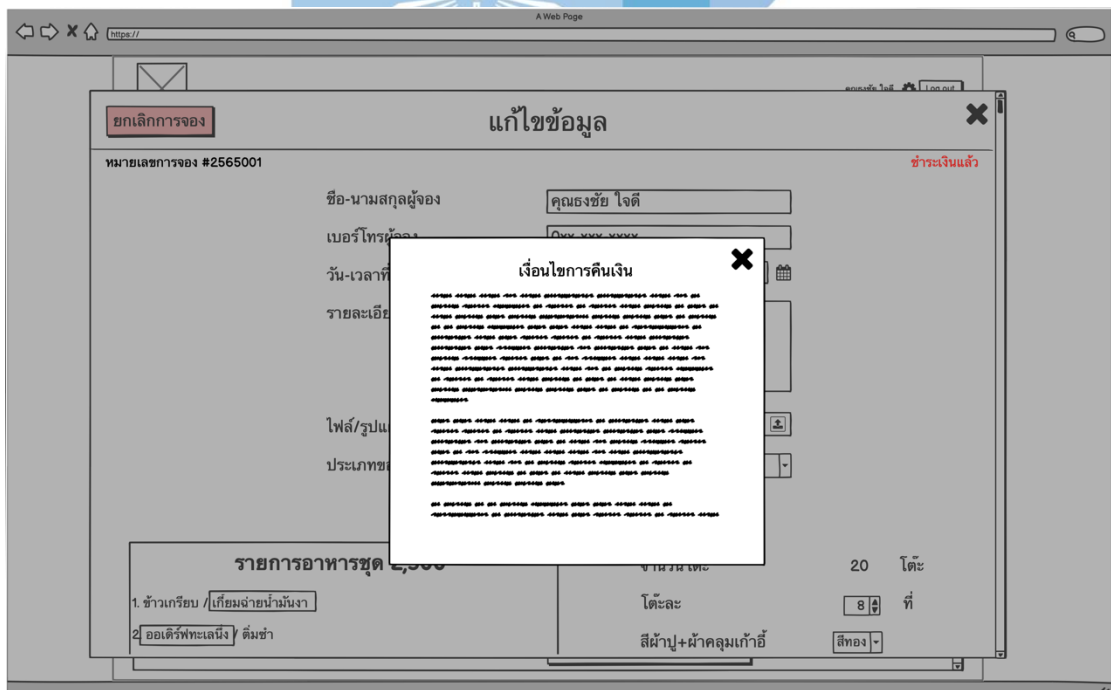 A Web Page
https://
คุณธงชัย ใจดี Log out
ยกเลิกการจอง
แก้ไขข้อมูล
หมายเลขการจอง #2565001
ชำระเงินแล้ว
ชื่อ-นามสกุลผู้จอง
คุณธงชัย ใจดี
เบอร์โทรผู้จอง
0xx-xxx-xxxx
วัน-เวลาที่
เงื่อนไขการคืนเงิน
รายละเอีย
ไฟล์/รูปแ
ประเภทขอ
รายการอาหารชุด 2,500
จำนวนโต๊ะ 20 โต๊ะ
1. ข้าวเกรียบ / เกี้ยมฉ่ายน้ำมันงา
โต๊ะละ 8 ที่
2. ออเดิร์ฟทะเลนึ่ง / ติ่มซำ
สีผ้าปู+ผ้าคลุมเก้าอี้ สีทอง